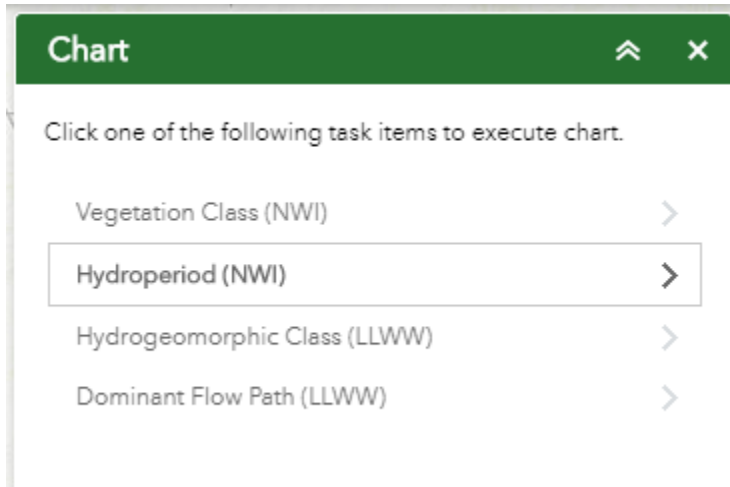 Chart
Click one of the following task items to execute chart.
Vegetation Class (NWI)
Hydroperiod (NWI)
Hydrogeomorphic Class (LLWW)
Dominant Flow Path (LLWW)